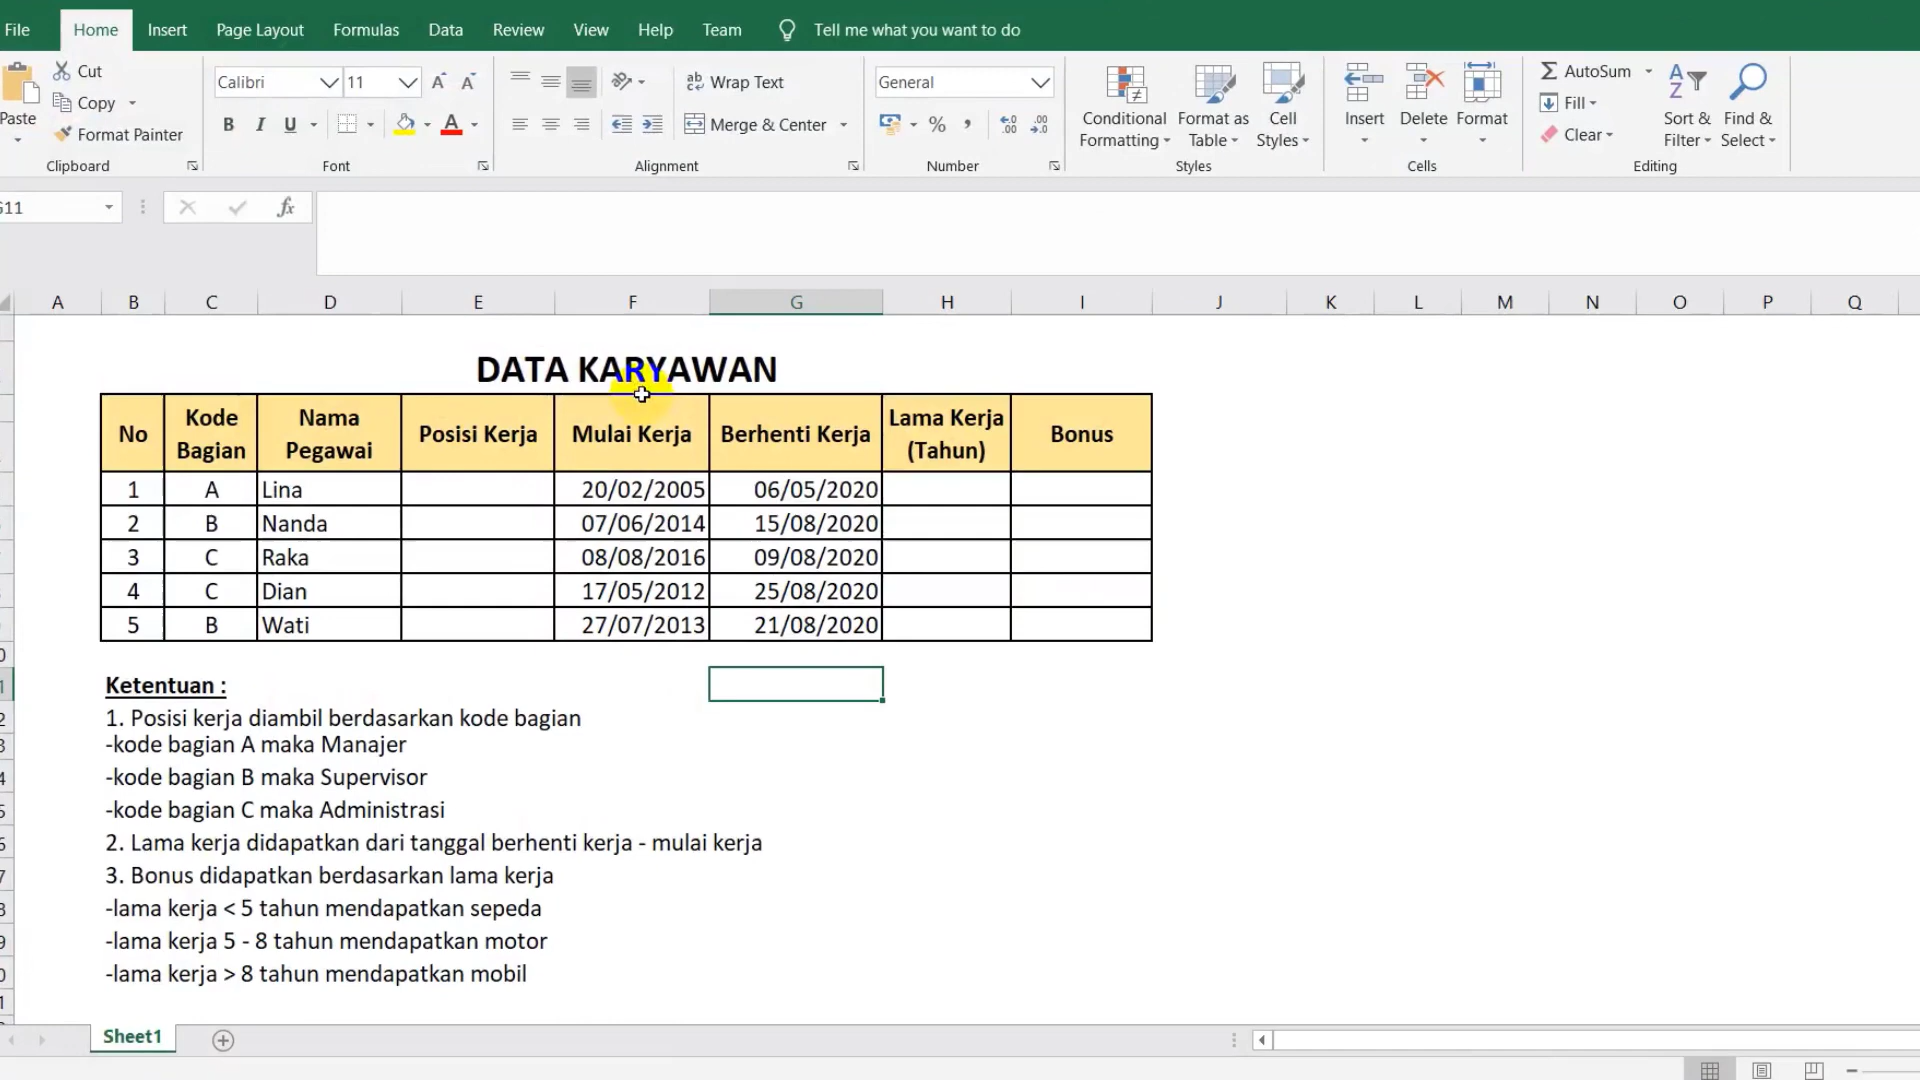 File Home Insert Page Layout Formulas Data Review View Help Team Tell me what you want to do
Cut
Copy
Format Painter
Paste
Clipboard
Calibri 11 A A
B I U A
Font
ab Wrap Text
Merge & Center
Alignment
General
% , .00 .00
Number
Conditional Formatting
Format as Table
Cell Styles
Styles
Insert Delete Format
Cells
AutoSum
Fill
Clear
Sort & Filter
Find & Select
Editing
G11 fx
A B C D E F G H I J K L M N O P Q
DATA KARYAWAN
No Kode Bagian Nama Pegawai Posisi Kerja Mulai Kerja Berhenti Kerja Lama Kerja (Tahun) Bonus
1 A Lina 20/02/2005 06/05/2020
2 B Nanda 07/06/2014 15/08/2020
3 C Raka 08/08/2016 09/08/2020
4 C Dian 17/05/2012 25/08/2020
5 B Wati 27/07/2013 21/08/2020
Ketentuan :
1. Posisi kerja diambil berdasarkan kode bagian
-kode bagian A maka Manajer
-kode bagian B maka Supervisor
-kode bagian C maka Administrasi
2. Lama kerja didapatkan dari tanggal berhenti kerja - mulai kerja
3. Bonus didapatkan berdasarkan lama kerja
-lama kerja < 5 tahun mendapatkan sepeda
-lama kerja 5 - 8 tahun mendapatkan motor
-lama kerja > 8 tahun mendapatkan mobil
Sheet1